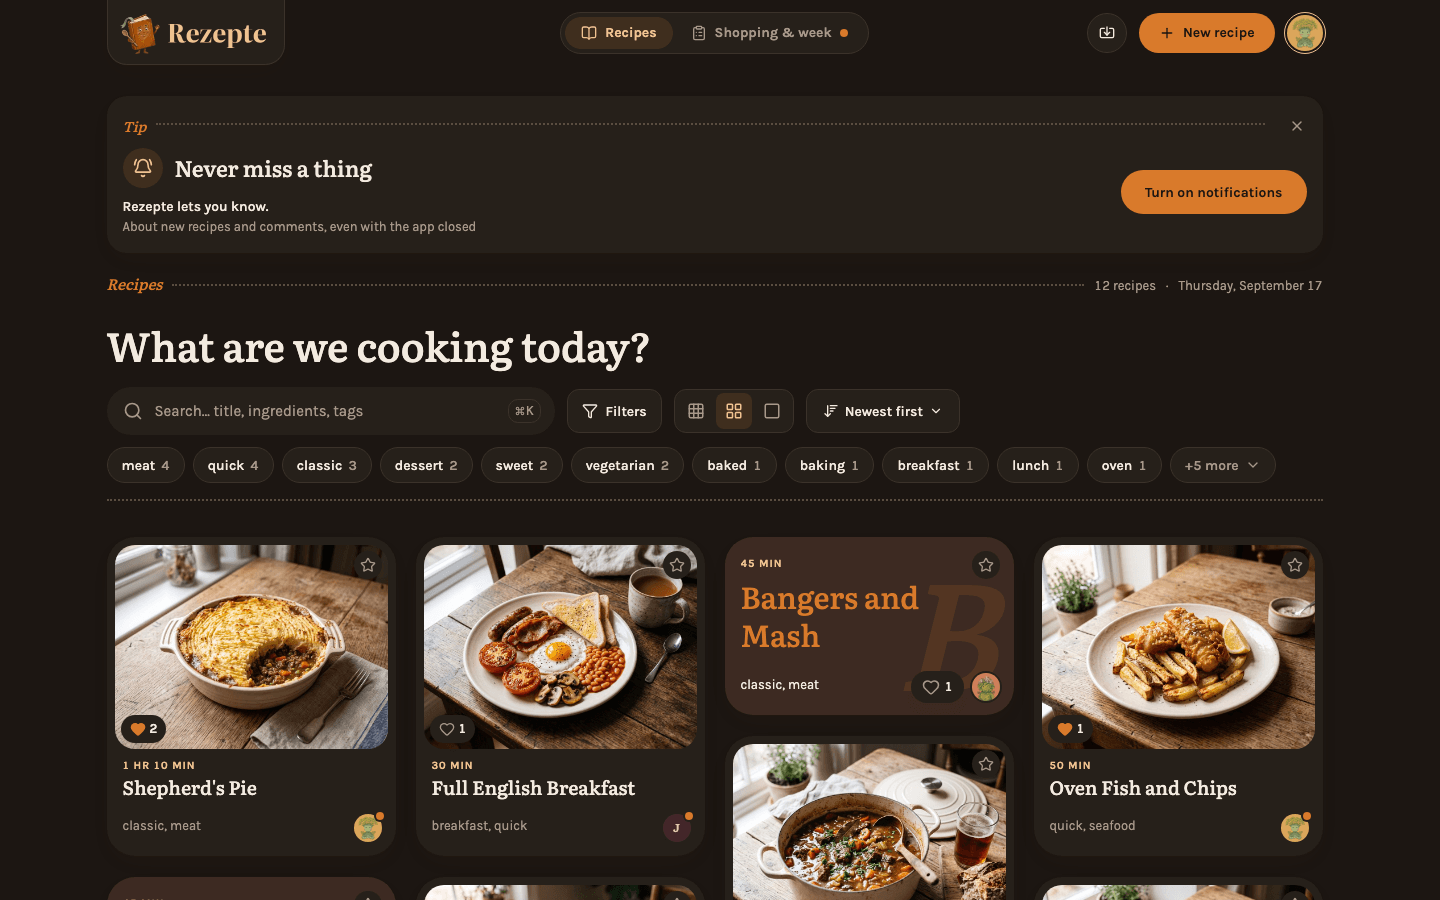 Rezepte
Recipes
Shopping & week
New recipe
Tip
Never miss a thing
Rezepte lets you know.
About new recipes and comments, even with the app closed
Turn on notifications
Recipes
12 recipes · Thursday, September 17
What are we cooking today?
Search... title, ingredients, tags
⌘K
Filters
Newest first
meat 4
quick 4
classic 3
dessert 2
sweet 2
vegetarian 2
baked 1
baking 1
breakfast 1
lunch 1
oven 1
+5 more
2
1 HR 10 MIN
Shepherd's Pie
classic, meat
1
30 MIN
Full English Breakfast
breakfast, quick
J
45 MIN
Bangers and
Mash
B
classic, meat
1
1
50 MIN
Oven Fish and Chips
quick, seafood